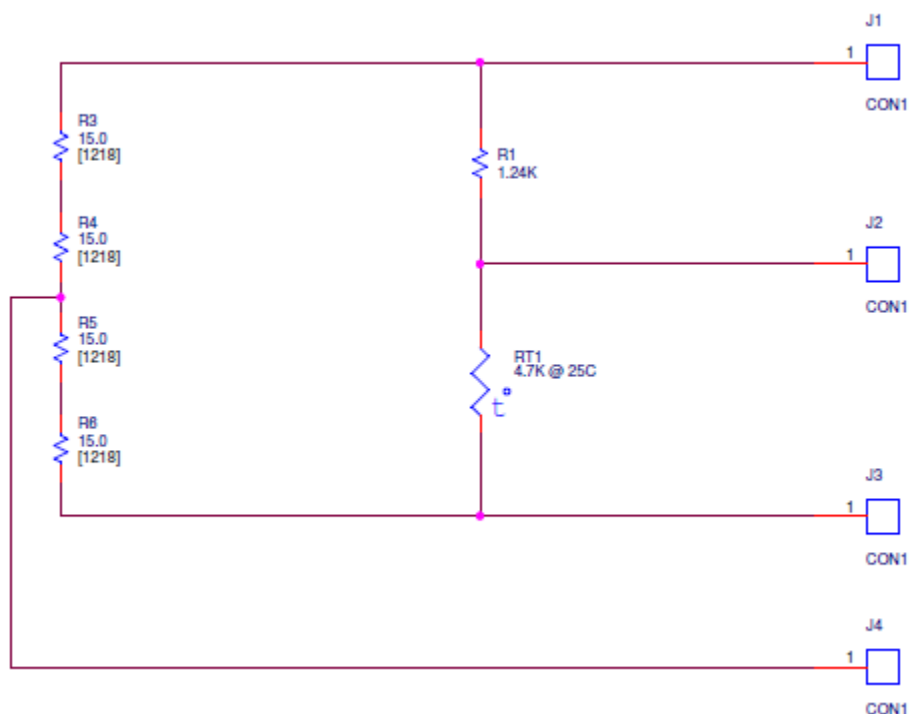 J1
1
CON1
R3
15.0
[1218]
R1
1.24K
R4
15.0
[1218]
J2
1
CON1
R5
15.0
[1218]
RT1
4.7K @ 25C
t°
R6
15.0
[1218]
J3
1
CON1
J4
1
CON1